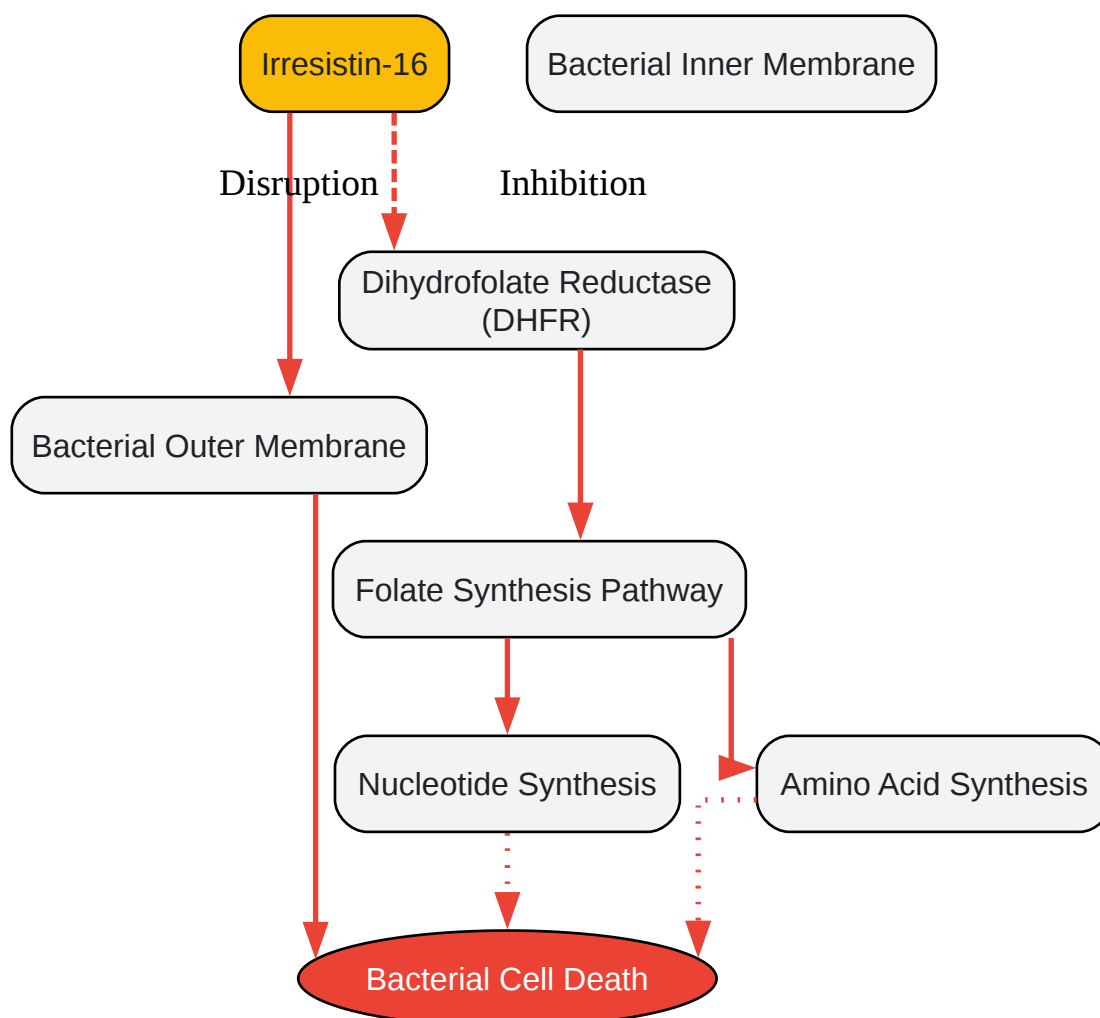 Irresistin-16
Bacterial Inner Membrane
Disruption
Inhibition
Dihydrofolate Reductase
(DHFR)
Bacterial Outer Membrane
Folate Synthesis Pathway
Nucleotide Synthesis
Amino Acid Synthesis
Bacterial Cell Death